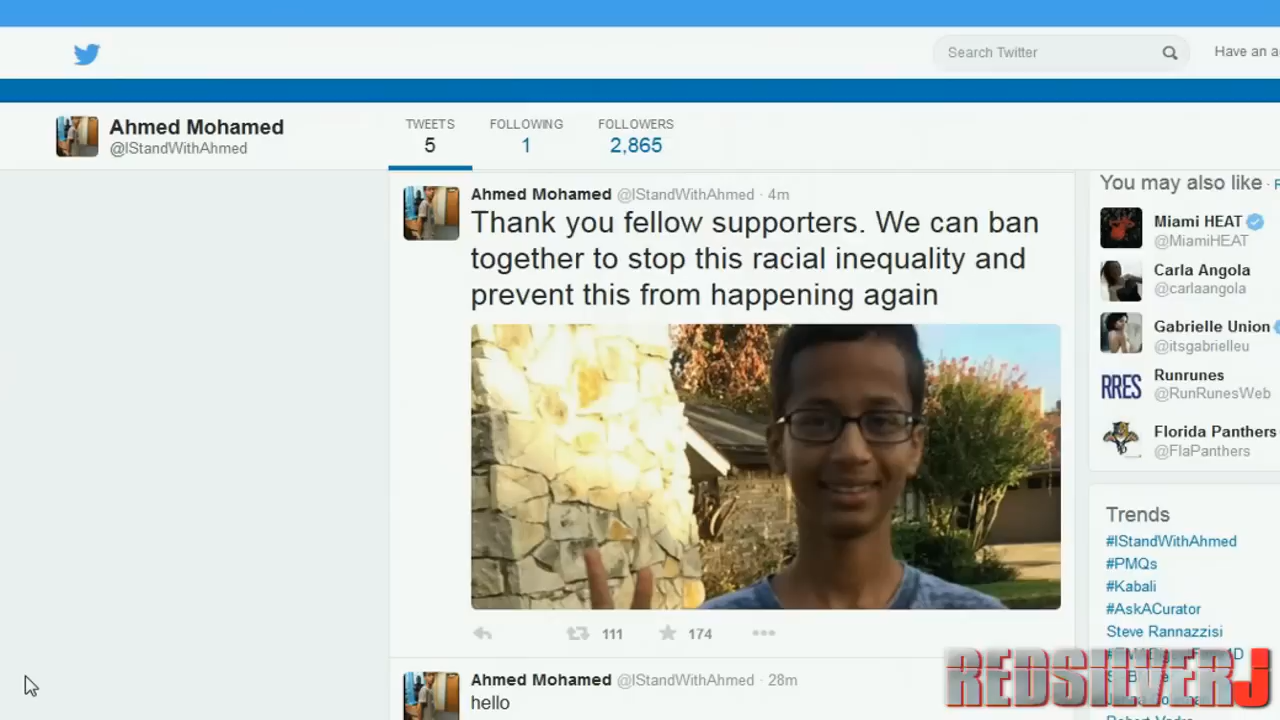 Search Twitter
Have an a
Ahmed Mohamed
@IStandWithAhmed
TWEETS
5
FOLLOWING
1
FOLLOWERS
2,865
Ahmed Mohamed @IStandWithAhmed · 4m
Thank you fellow supporters. We can ban
together to stop this racial inequality and
prevent this from happening again
111
174
Ahmed Mohamed @IStandWithAhmed · 28m
hello
You may also like ·
Miami HEAT
@MiamiHEAT
Carla Angola
@carlaangola
Gabrielle Union
@itsgabrielleu
RRES
Runrunes
@RunRunesWeb
Florida Panthers
@FlaPanthers
Trends
#IStandWithAhmed
#PMQs
#Kabali
#AskACurator
Steve Rannazzisi
REDSILVERJ